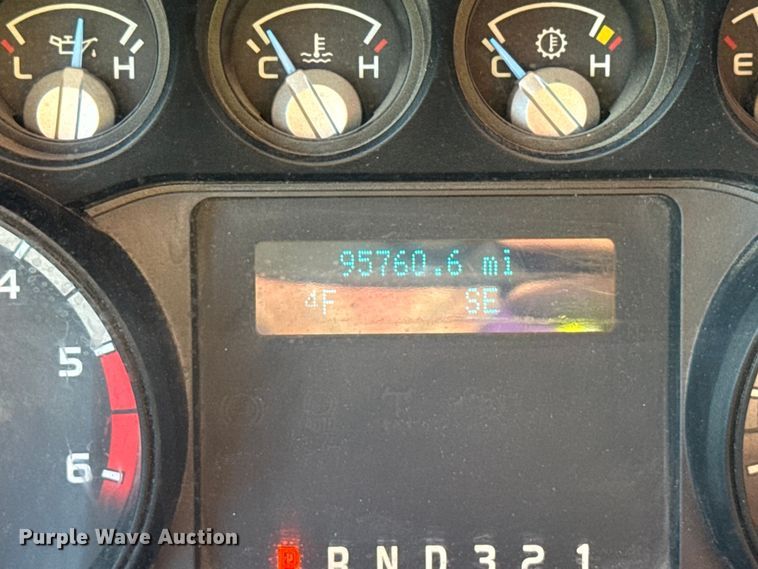 L H C H C H E
95760.6 mi
4F SE
4
5
6
P R N D 3 2 1
Purple Wave Auction